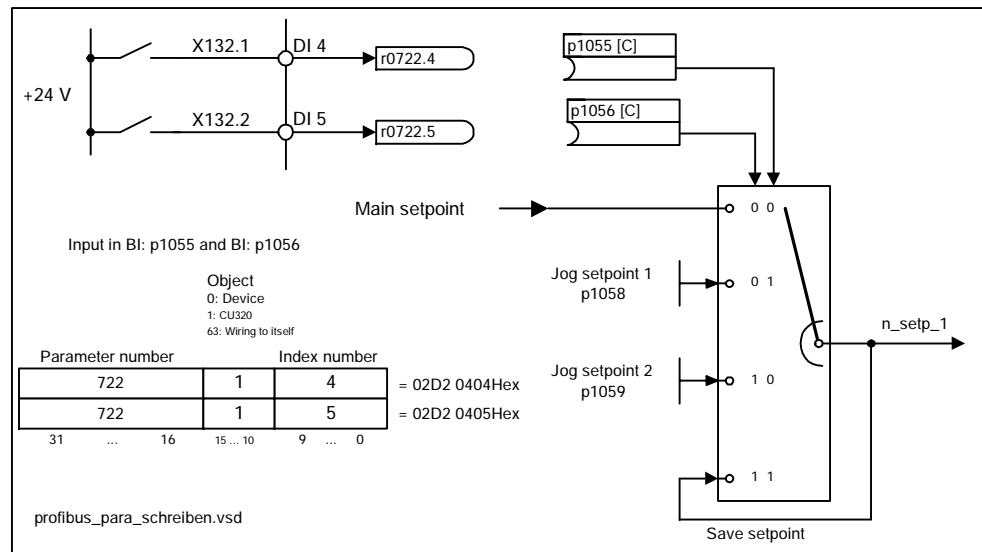 X132.1 DI 4 r0722.4
+24 V
X132.2 DI 5 r0722.5
p1055 [C]
p1056 [C]
Main setpoint 0 0
Input in BI: p1055 and BI: p1056
Object
0: Device
1: CU320
63: Wiring to itself
Parameter number Index number
722 1 4 = 02D2 0404Hex
722 1 5 = 02D2 0405Hex
31 ... 16 15 ... 10 9 ... 0
Jog setpoint 1
p1058
0 1
n_setp_1
Jog setpoint 2
p1059
1 0
1 1
Save setpoint
profibus_para_schreiben.vsd